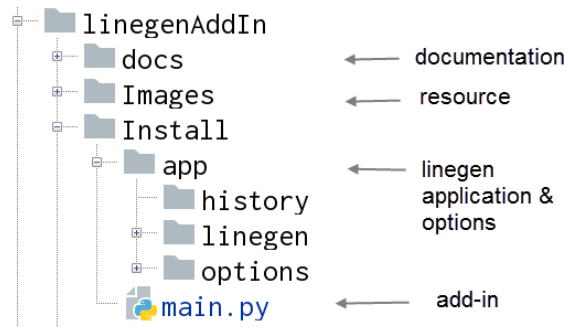 linegenAddIn
docs documentation
Images resource
Install
app linegen
application &
history options
linegen
options
main.py add-in